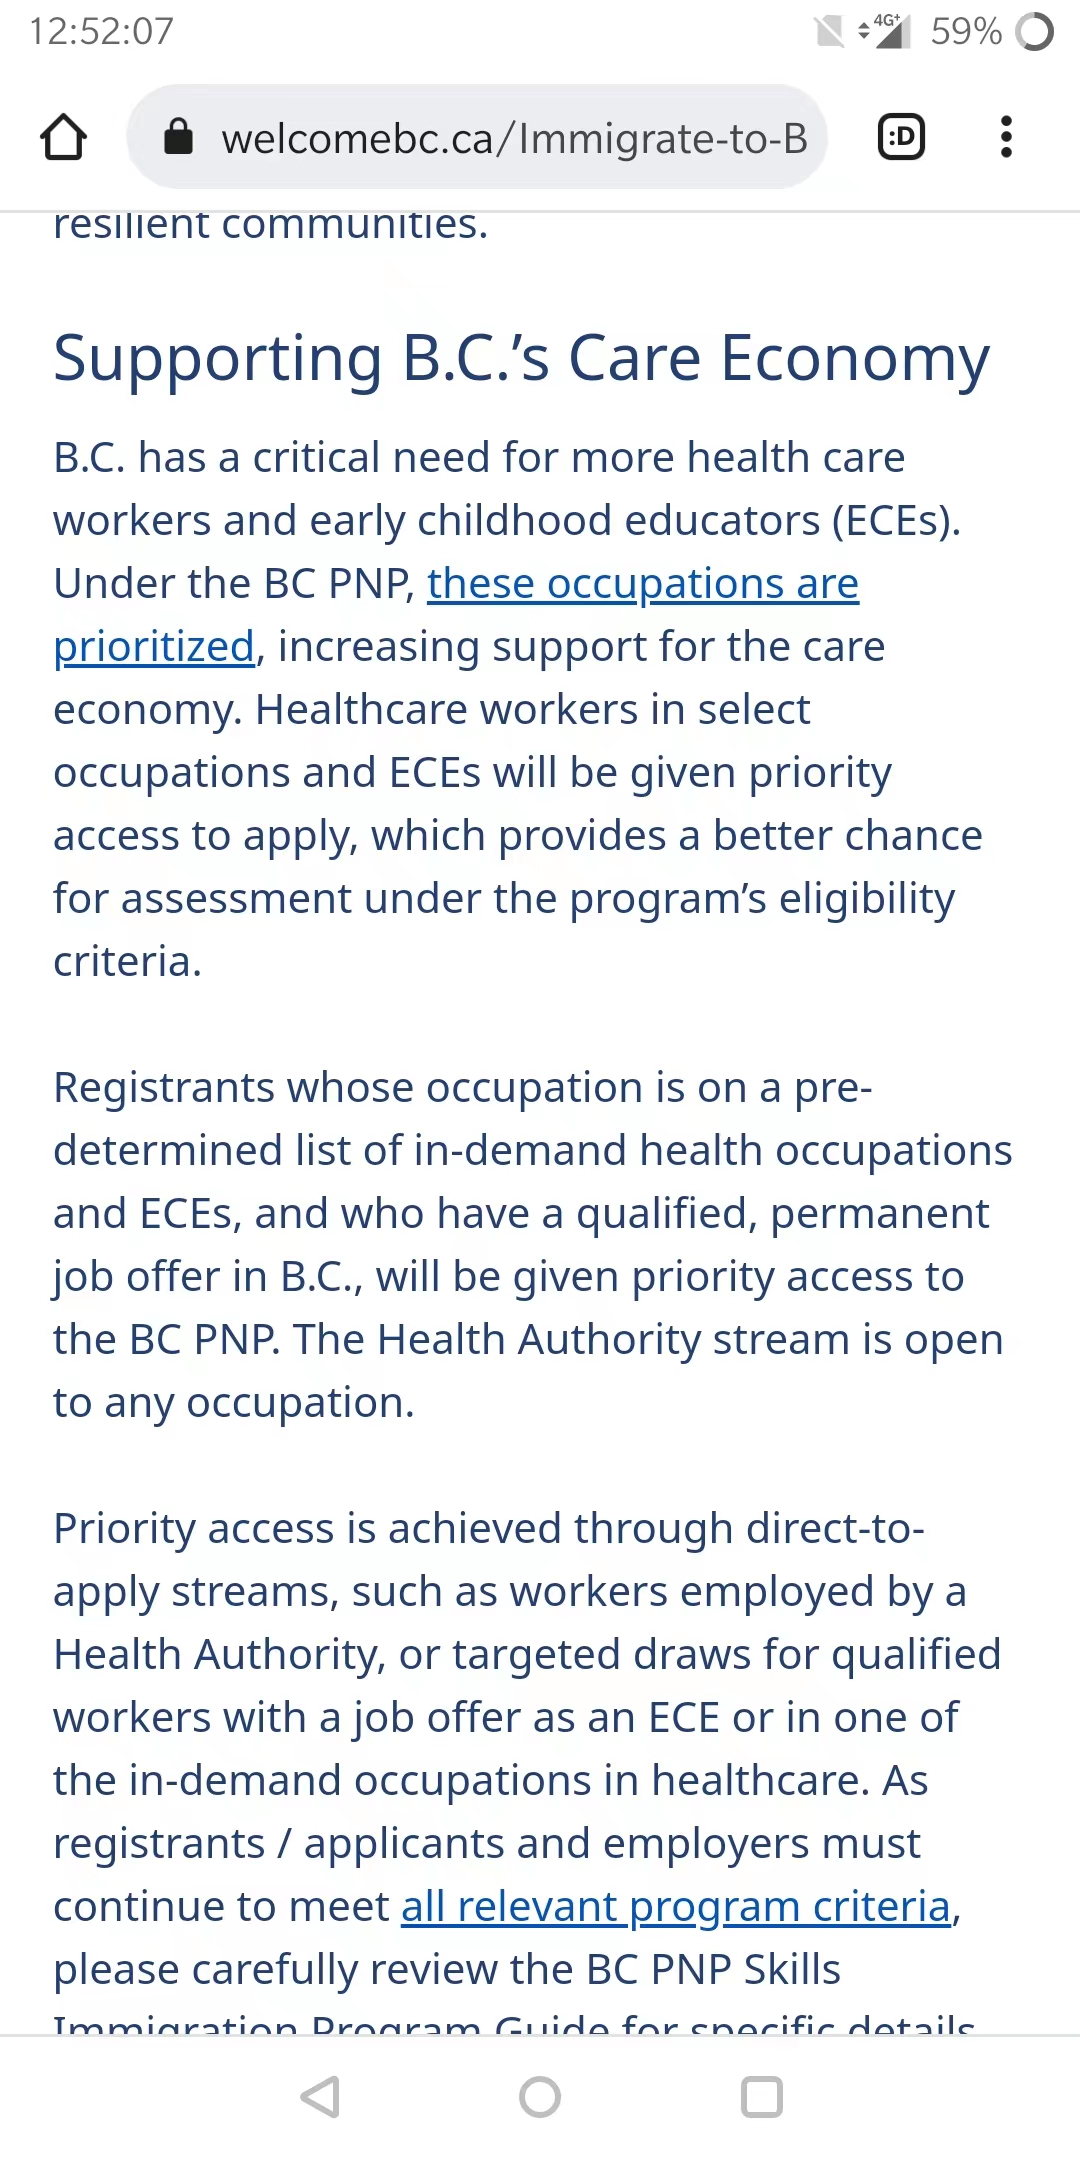 12:52:07
4G+
59%
welcomebc.ca/Immigrate-to-B
:D
resilient communities.
Supporting B.C.’s Care Economy
B.C. has a critical need for more health care
workers and early childhood educators (ECEs).
Under the BC PNP, these occupations are
prioritized, increasing support for the care
economy. Healthcare workers in select
occupations and ECEs will be given priority
access to apply, which provides a better chance
for assessment under the program’s eligibility
criteria.
Registrants whose occupation is on a pre-
determined list of in-demand health occupations
and ECEs, and who have a qualified, permanent
job offer in B.C., will be given priority access to
the BC PNP. The Health Authority stream is open
to any occupation.
Priority access is achieved through direct-to-
apply streams, such as workers employed by a
Health Authority, or targeted draws for qualified
workers with a job offer as an ECE or in one of
the in-demand occupations in healthcare. As
registrants / applicants and employers must
continue to meet all relevant program criteria,
please carefully review the BC PNP Skills
Immigration Program Guide for specific details